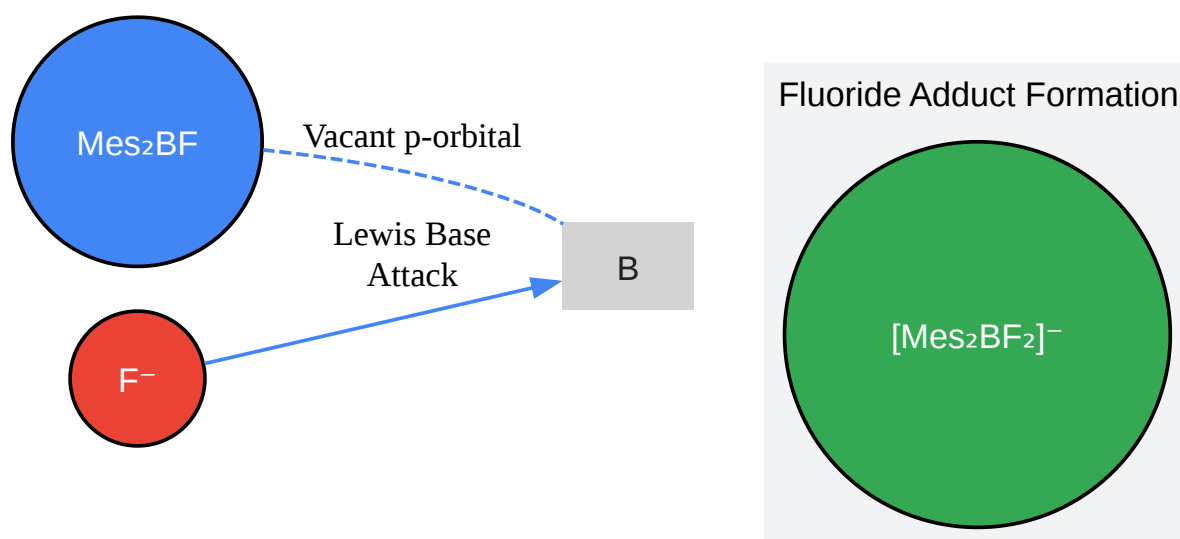 Mes₂BF
Vacant p-orbital
Lewis Base
Attack
B
F⁻
Fluoride Adduct Formation
[Mes₂BF₂]⁻